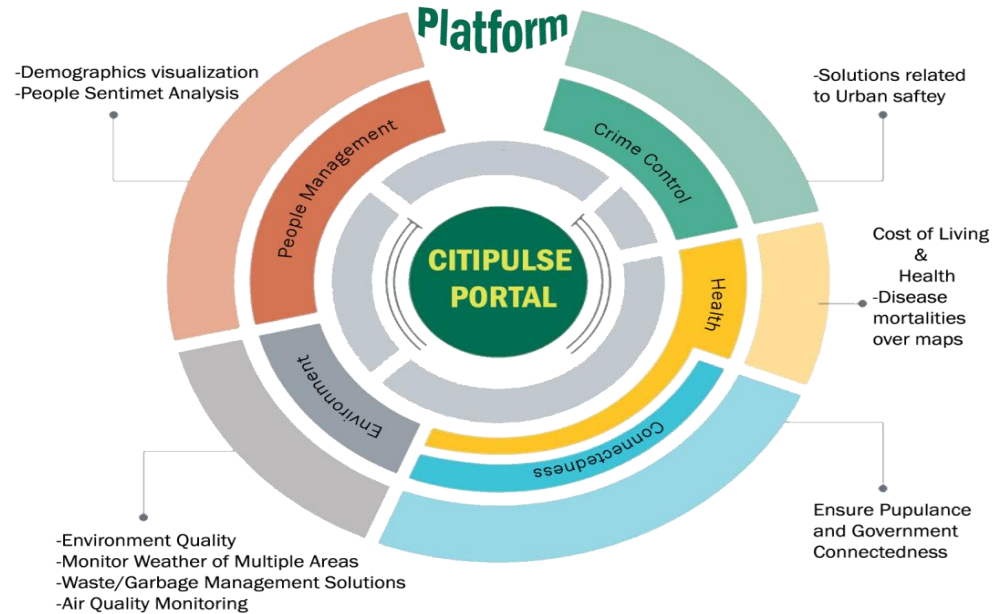 Platform
-Demographics visualization
-People Sentimet Analysis
-Solutions related
to Urban saftey
People Management
Crime Control
CITIPULSE
PORTAL
Cost of Living
&
Health
-Disease
mortalities
over maps
Health
Environment
Connectedness
Ensure Pupulance
and Government
Connectedness
-Environment Quality
-Monitor Weather of Multiple Areas
-Waste/Garbage Management Solutions
-Air Quality Monitoring